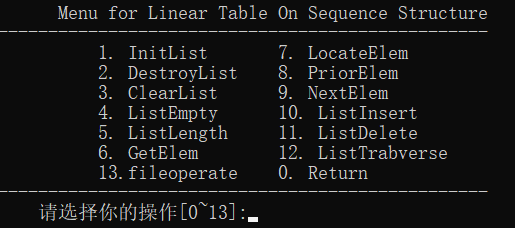 Menu for Linear Table On Sequence Structure
-------------------------------------------------
1. InitList 7. LocateElem
2. DestroyList 8. PriorElem
3. ClearList 9. NextElem
4. ListEmpty 10. ListInsert
5. ListLength 11. ListDelete
6. GetElem 12. ListTrabverse
13.fileoperate 0. Return
-------------------------------------------------
请选择你的操作[0~13]: